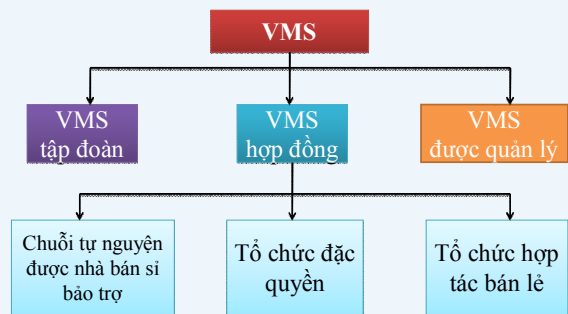 VMS
VMS
tập đoàn
VMS
hợp đồng
VMS
được quản lý
Chuỗi tự nguyện
được nhà bán sỉ
bảo trợ
Tổ chức đặc
quyền
Tổ chức hợp
tác bán lẻ